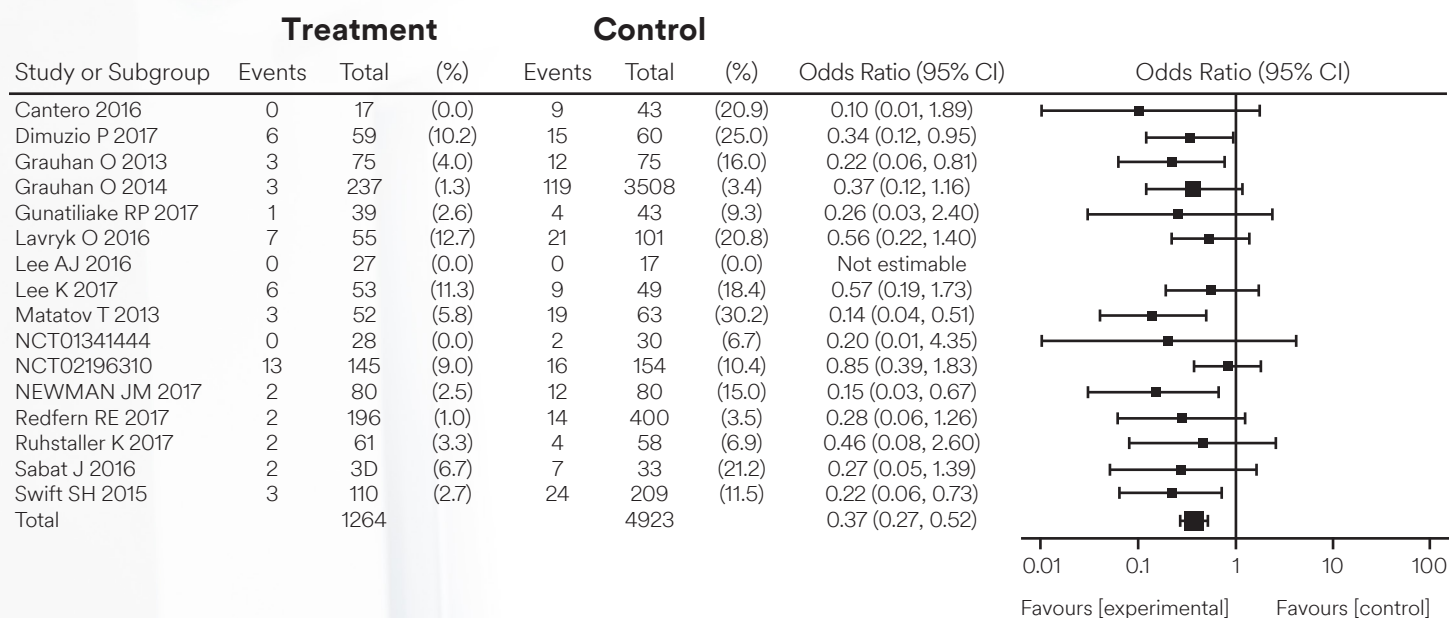 Treatment Control
Study or Subgroup Events Total (%) Events Total (%) Odds Ratio (95% CI) Odds Ratio (95% CI)
Cantero 2016 0 17 (0.0) 9 43 (20.9) 0.10 (0.01, 1.89)
Dimuzio P 2017 6 59 (10.2) 15 60 (25.0) 0.34 (0.12, 0.95)
Grauhan O 2013 3 75 (4.0) 12 75 (16.0) 0.22 (0.06, 0.81)
Grauhan O 2014 3 237 (1.3) 119 3508 (3.4) 0.37 (0.12, 1.16)
Gunatiliake RP 2017 1 39 (2.6) 4 43 (9.3) 0.26 (0.03, 2.40)
Lavryk O 2016 7 55 (12.7) 21 101 (20.8) 0.56 (0.22, 1.40)
Lee AJ 2016 0 27 (0.0) 0 17 (0.0) Not estimable
Lee K 2017 6 53 (11.3) 9 49 (18.4) 0.57 (0.19, 1.73)
Matatov T 2013 3 52 (5.8) 19 63 (30.2) 0.14 (0.04, 0.51)
NCT01341444 0 28 (0.0) 2 30 (6.7) 0.20 (0.01, 4.35)
NCT02196310 13 145 (9.0) 16 154 (10.4) 0.85 (0.39, 1.83)
NEWMAN JM 2017 2 80 (2.5) 12 80 (15.0) 0.15 (0.03, 0.67)
Redfern RE 2017 2 196 (1.0) 14 400 (3.5) 0.28 (0.06, 1.26)
Ruhstaller K 2017 2 61 (3.3) 4 58 (6.9) 0.46 (0.08, 2.60)
Sabat J 2016 2 3D (6.7) 7 33 (21.2) 0.27 (0.05, 1.39)
Swift SH 2015 3 110 (2.7) 24 209 (11.5) 0.22 (0.06, 0.73)
Total 1264 4923 0.37 (0.27, 0.52)
0.01 0.1 1 10 100
Favours [experimental] Favours [control]